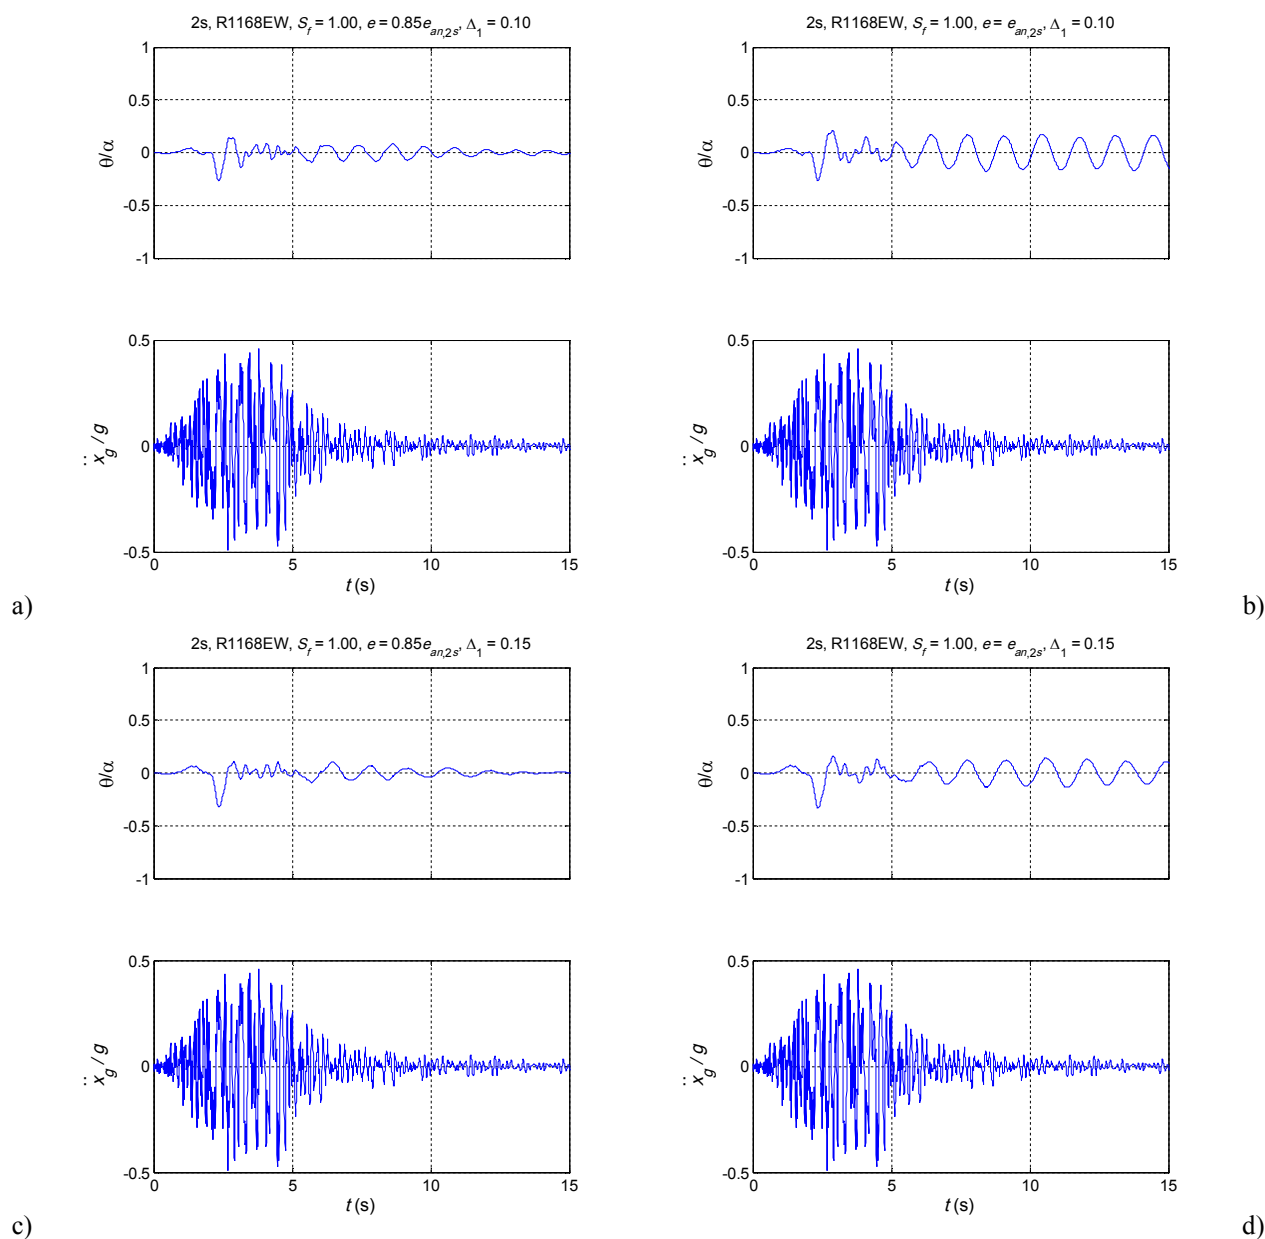 2s, R1168EW, S_f = 1.00, e = 0.85e_an,2s, Δ_1 = 0.10
1
0.5
0
-0.5
-1
θ/α
0.5
0
-0.5
ẍ_g / g
0 5 10 15
t (s)
a)
2s, R1168EW, S_f = 1.00, e = e_an,2s, Δ_1 = 0.10
1
0.5
0
-0.5
-1
θ/α
0.5
0
-0.5
ẍ_g / g
0 5 10 15
t (s)
b)
2s, R1168EW, S_f = 1.00, e = 0.85e_an,2s, Δ_1 = 0.15
1
0.5
0
-0.5
-1
θ/α
0.5
0
-0.5
ẍ_g / g
0 5 10 15
t (s)
c)
2s, R1168EW, S_f = 1.00, e = e_an,2s, Δ_1 = 0.15
1
0.5
0
-0.5
-1
θ/α
0.5
0
-0.5
ẍ_g / g
0 5 10 15
t (s)
d)